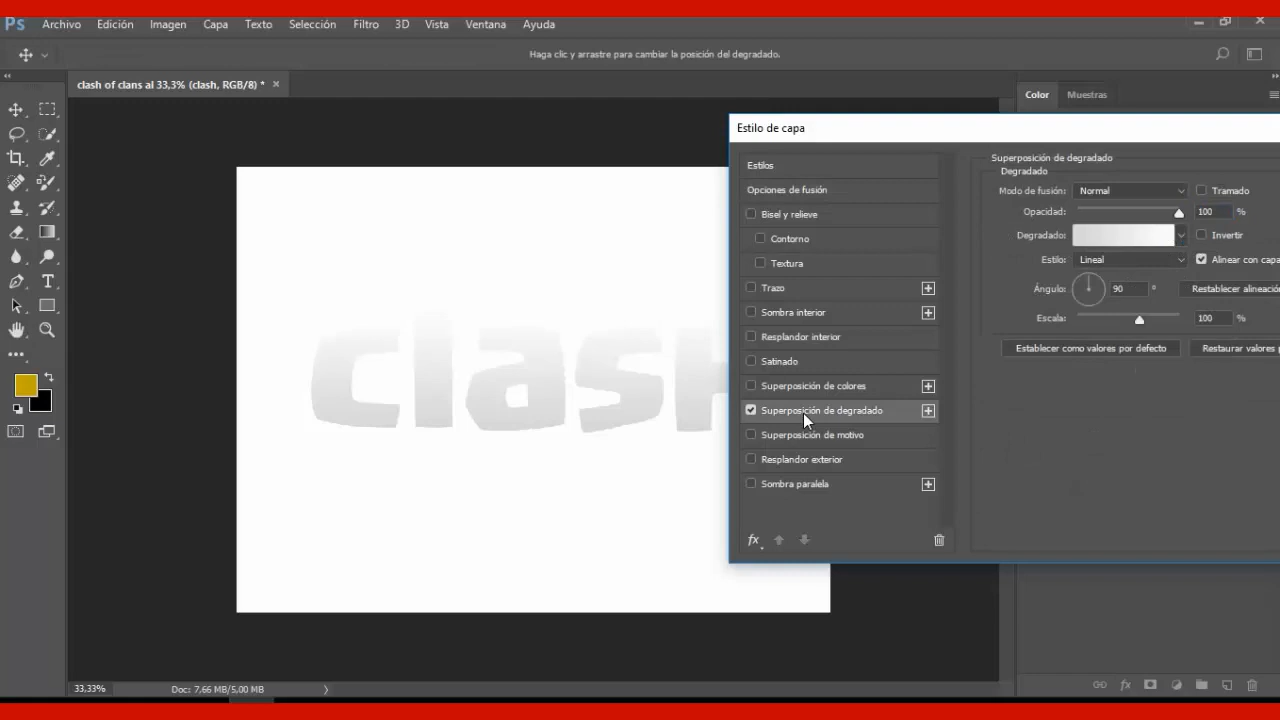 Ps Archivo Edición Imagen Capa Texto Selección Filtro 3D Vista Ventana Ayuda
Haga clic y arrastre para cambiar la posición del degradado.
clash of clans al 33,3% (clash, RGB/8) *
Color Muestras
Estilo de capa
Estilos
Opciones de fusión
Bisel y relieve
Contorno
Textura
Trazo
Sombra interior
Resplandor interior
Satinado
Superposición de colores
Superposición de degradado
Superposición de motivo
Resplandor exterior
Sombra paralela
fx
Superposición de degradado
Degradado
Modo de fusión: Normal Tramado
Opacidad: 100 %
Degradado: Invertir
Estilo: Lineal Alinear con capa
Ángulo: 90 ° Restablecer alineación
Escala: 100 %
Establecer como valores por defecto Restaurar valores p
clash
33,33% Doc: 7,66 MB/5,00 MB
fx